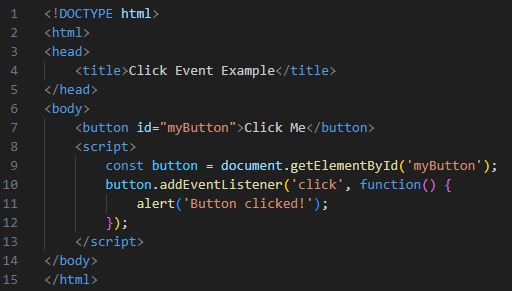 1 <!DOCTYPE html>
2 <html>
3 <head>
4     <title>Click Event Example</title>
5 </head>
6 <body>
7     <button id="myButton">Click Me</button>
8     <script>
9         const button = document.getElementById('myButton');
10         button.addEventListener('click', function() {
11             alert('Button clicked!');
12         });
13     </script>
14 </body>
15 </html>